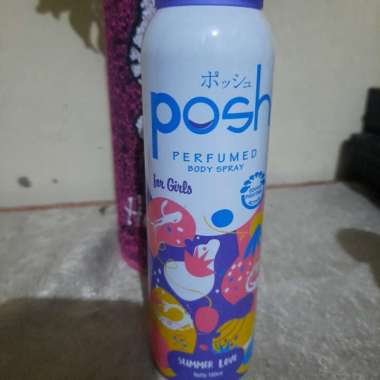 ポッシュ
posh
PERFUMED
BODY SPRAY
for Girls
SUMMER LOVE